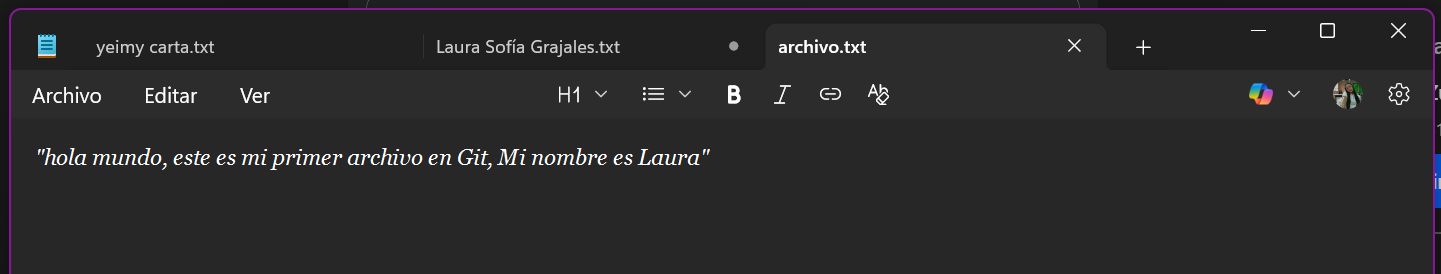 yeimy carta.txt
Laura Sofía Grajales.txt
archivo.txt
Archivo Editar Ver H1 B I
"hola mundo, este es mi primer archivo en Git, Mi nombre es Laura"